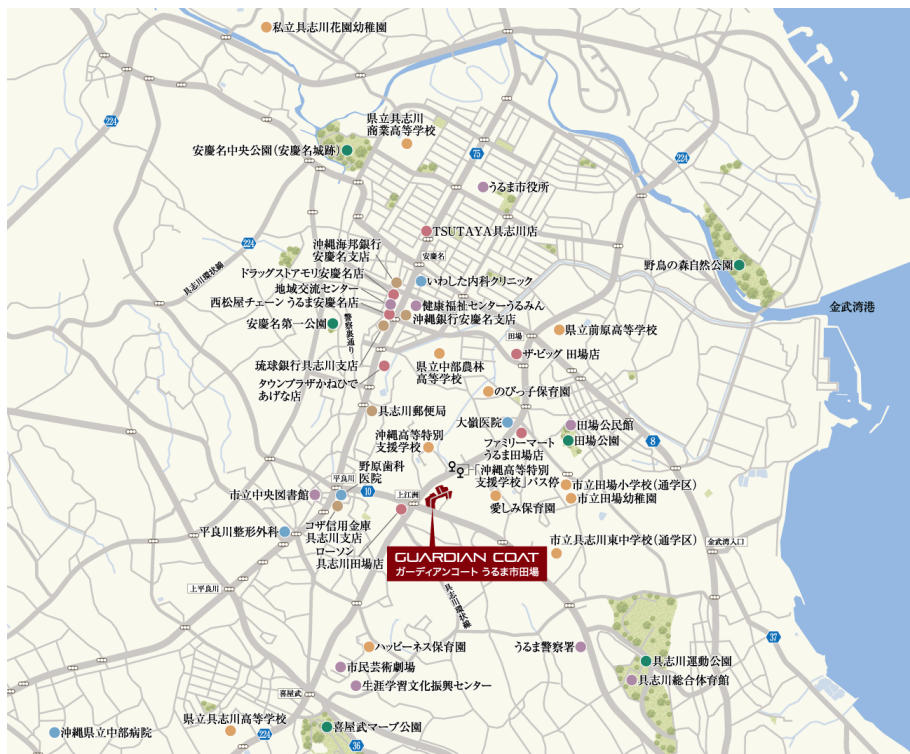 私立具志川花園幼稚園
224
県立具志川
商業高等学校
安慶名中央公園(安慶名城跡)
75
224
うるま市役所
TSUTAYA具志川店
224
沖縄海邦銀行
安慶名支店
安慶名
野鳥の森自然公園
具志川環状線
ドラッグストアモリ安慶名店
いわした内科クリニック
地域交流センター
西松屋チェーン うるま安慶名店
健康福祉センターうるみん
金武湾港
沖縄銀行安慶名支店
安慶名第一公園
警察裏通り
県立前原高等学校
田場
琉球銀行具志川支店
県立中部農林
高等学校
ザ・ビッグ 田場店
タウンプラザかねひで
あげな店
のびっ子保育園
具志川郵便局
大嶺医院
田場公民館
沖縄高等特別
支援学校
ファミリーマート
うるま田場店
田場公園
8
平良川
野原歯科
医院
「沖縄高等特別
支援学校」バス停
市立田場小学校(通学区)
市立中央図書館
10
上江洲
愛しみ保育園
市立田場幼稚園
平良川整形外科
コザ信用金庫
具志川支店
ローソン
具志川田場店
市立具志川東中学校(通学区)
金武湾入口
GUARDIAN COAT
ガーディアンコート うるま市田場
上平良川
具志川環状線
37
ハッピーネス保育園
うるま警察署
市民芸術劇場
具志川運動公園
生涯学習文化振興センター
具志川総合体育館
喜屋武
県立具志川高等学校
喜屋武マーブ公園
沖縄県立中部病院
224
36